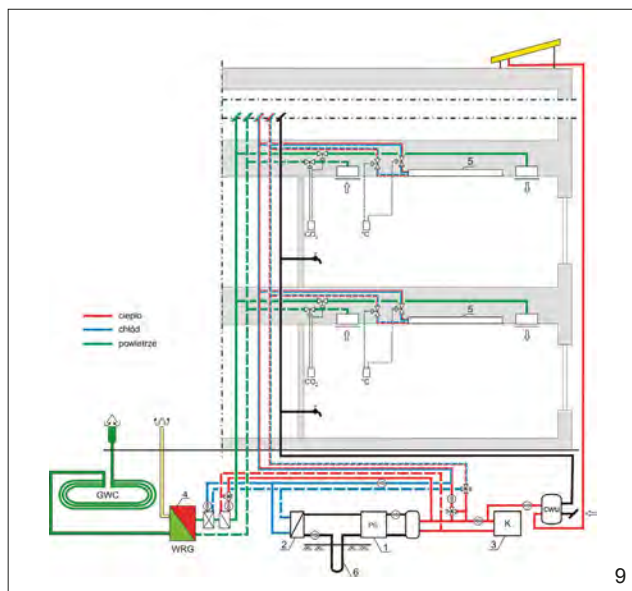 5
CO₂
°C
5
ciepło
chłód
powietrze
CO₂
°C
GWC
4
WRG
2
PC
1
6
K
3
CWU
9